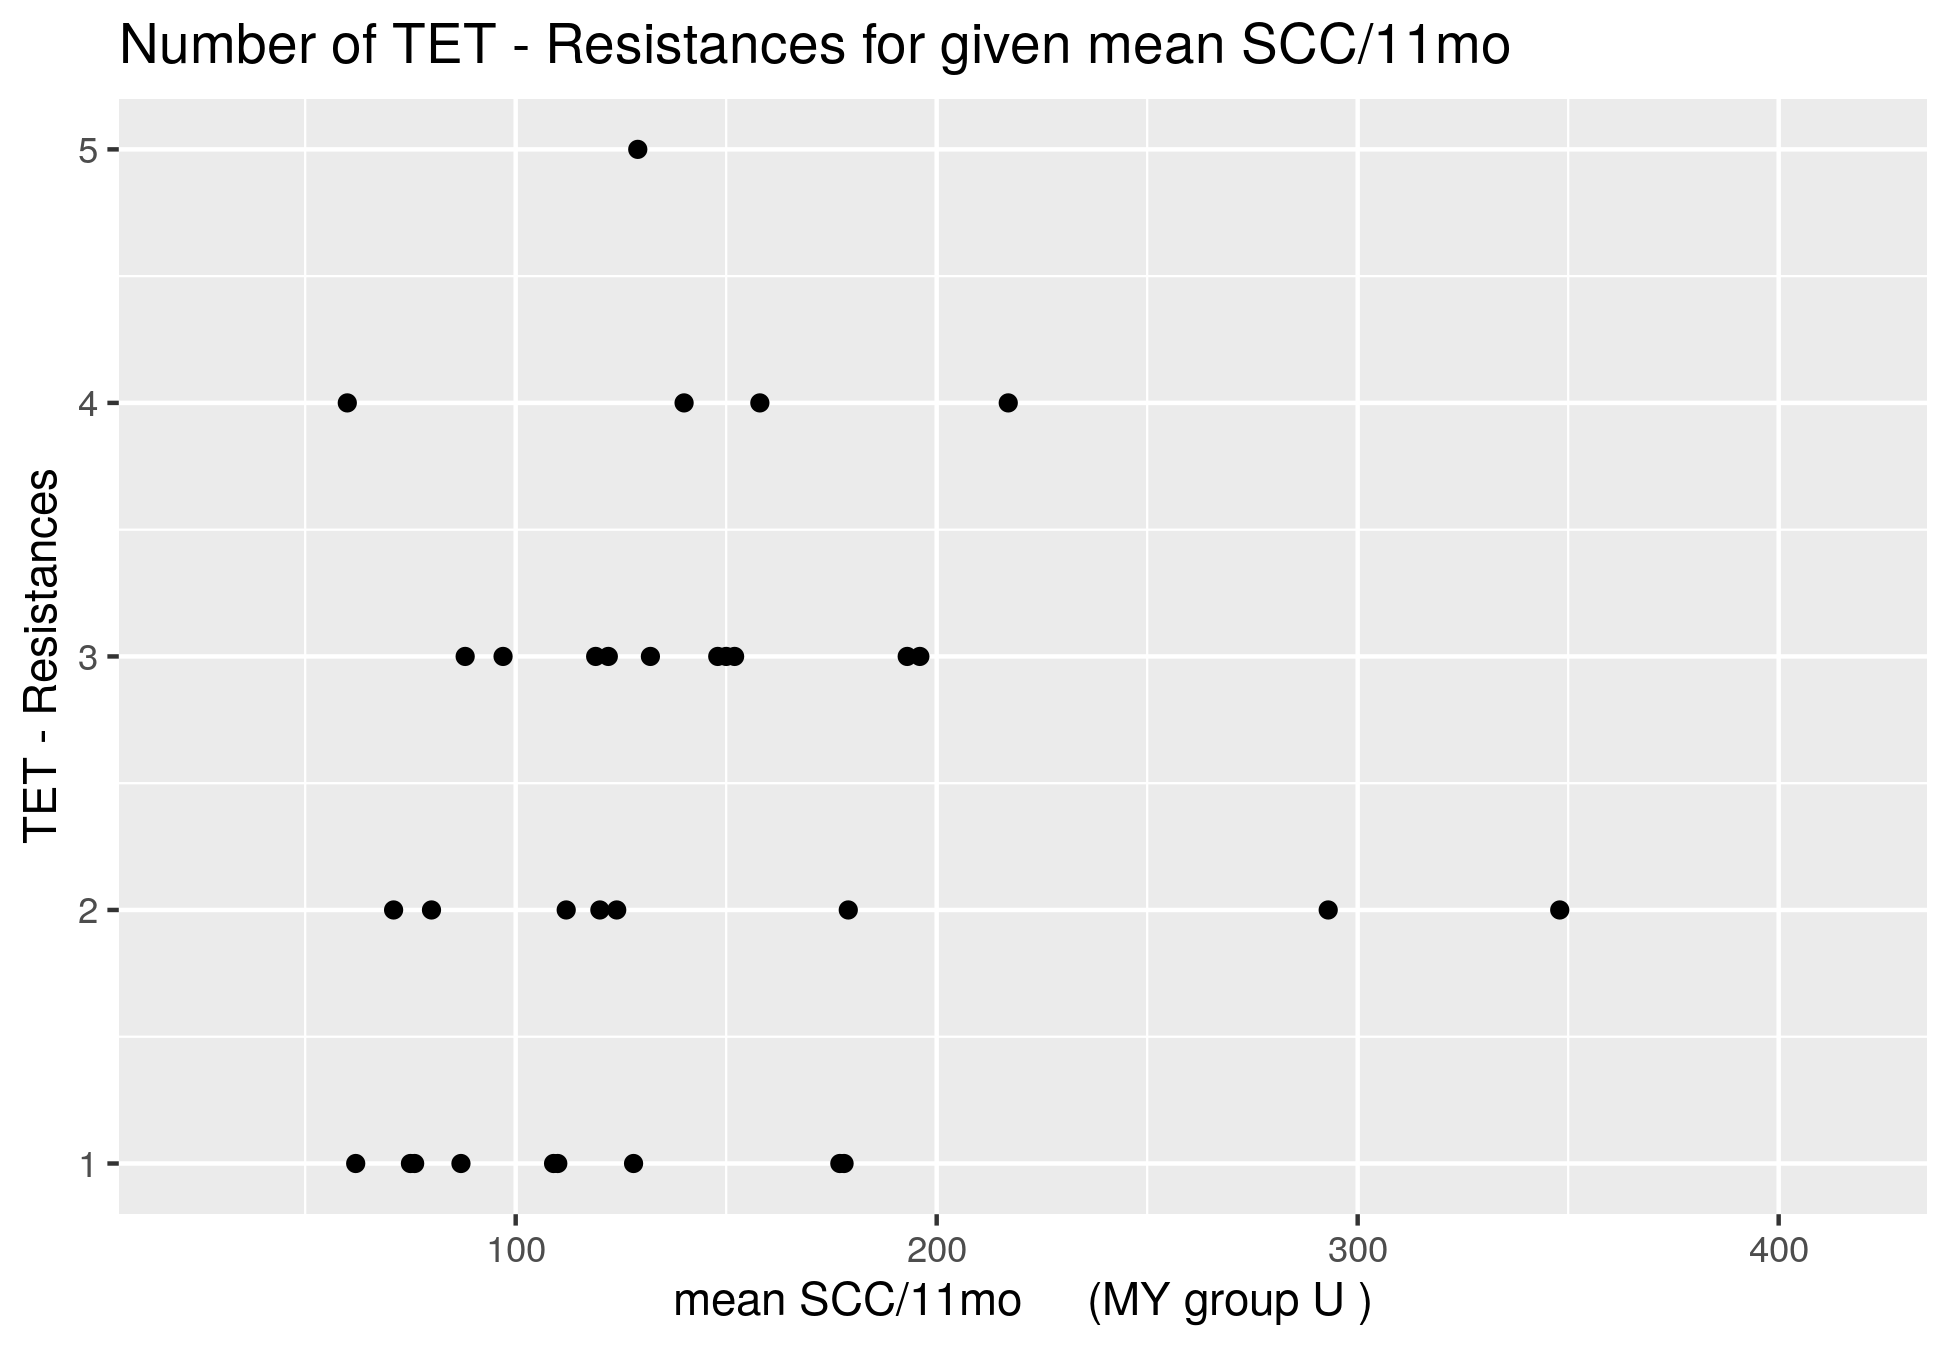 Number of TET - Resistances for given mean SCC/11mo
TET - Resistances
5
4
3
2
1
100 200 300 400
mean SCC/11mo (MY group U )